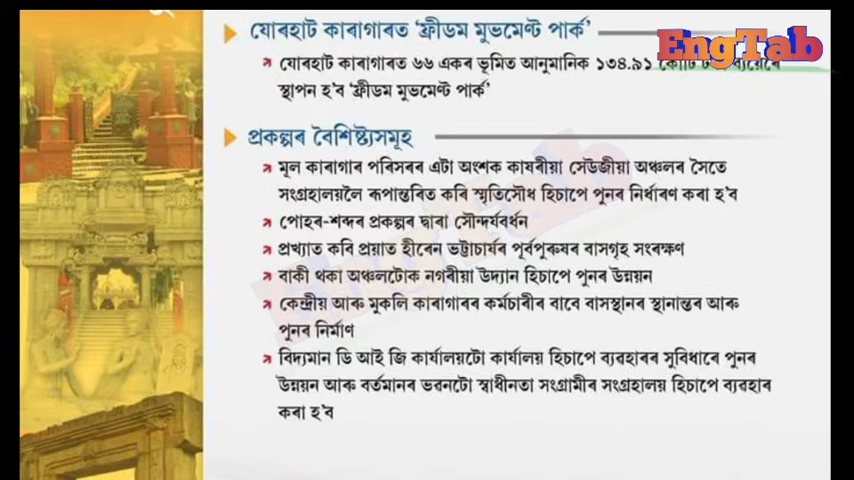 যোৰহাট কাৰাগাৰত ‘ফ্ৰীডম মুভমেণ্ট পাৰ্ক’
EngTab
যোৰহাট কাৰাগাৰত ৬৬ একৰ ভূমিত আনুমানিক ১৩৪.৯১ কোটি ব্যয়েৰে
স্থাপন হ’ব ‘ফ্ৰীডম মুভমেণ্ট পাৰ্ক’
প্ৰকল্পৰ বৈশিষ্ট্যসমূহ
মূল কাৰাগাৰ পৰিসৰৰ এটা অংশক কাষৰীয়া সেউজীয়া অঞ্চলৰ সৈতে
সংগ্ৰহালয়লৈ ৰূপান্তৰিত কৰি স্মৃতিসৌধ হিচাপে পুনৰ নিৰ্ধাৰণ কৰা হ’ব
পোহৰ-শব্দৰ প্ৰকল্পৰ দ্বাৰা সৌন্দৰ্যবৰ্ধন
প্ৰখ্যাত কবি প্ৰয়াত হীৰেন ভট্টাচাৰ্যৰ পূৰ্বপুৰুষৰ বাসগৃহ সংৰক্ষণ
বাকী থকা অঞ্চলটোক নগৰীয়া উদ্যান হিচাপে পুনৰ উন্নয়ন
কেন্দ্ৰীয় আৰু মুকলি কাৰাগাৰৰ কৰ্মচাৰীৰ বাবে বাসস্থানৰ স্থানান্তৰ আৰু
পুনৰ নিৰ্মাণ
বিদ্যমান ডি আই জি কাৰ্যালয়টো কাৰ্যালয় হিচাপে ব্যৱহাৰৰ সুবিধাৰে পুনৰ
উন্নয়ন আৰু বৰ্তমানৰ ভৱনটো স্বাধীনতা সংগ্ৰামীৰ সংগ্ৰহালয় হিচাপে ব্যৱহাৰ
কৰা হ’ব